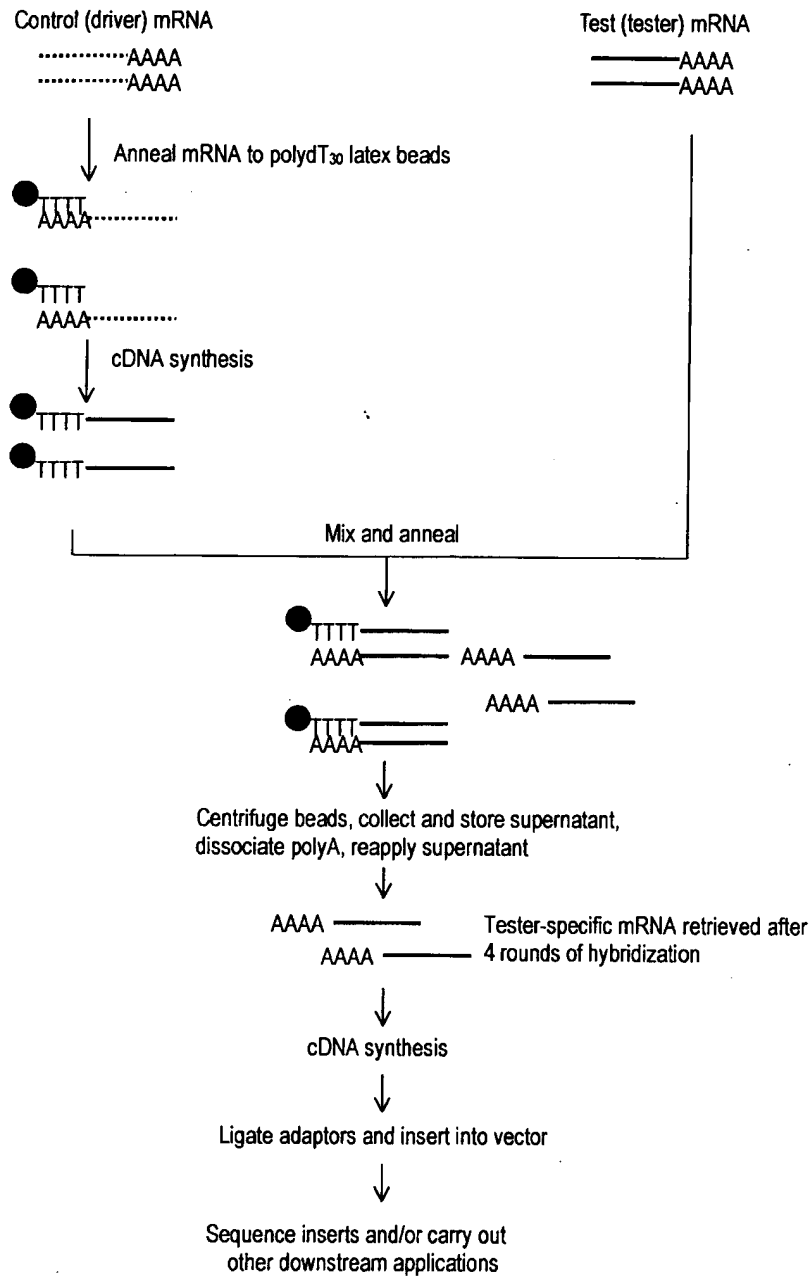 Control (driver) mRNA
Test (tester) mRNA
AAAA
AAAA
AAAA
AAAA
Anneal mRNA to polydT₃₀ latex beads
TTTT
AAAA
TTTT
AAAA
cDNA synthesis
TTTT
TTTT
Mix and anneal
TTTT
AAAA AAAA
AAAA
TTTT
AAAA
Centrifuge beads, collect and store supernatant,
dissociate polyA, reapply supernatant
AAAA
AAAA
Tester-specific mRNA retrieved after
4 rounds of hybridization
cDNA synthesis
Ligate adaptors and insert into vector
Sequence inserts and/or carry out
other downstream applications